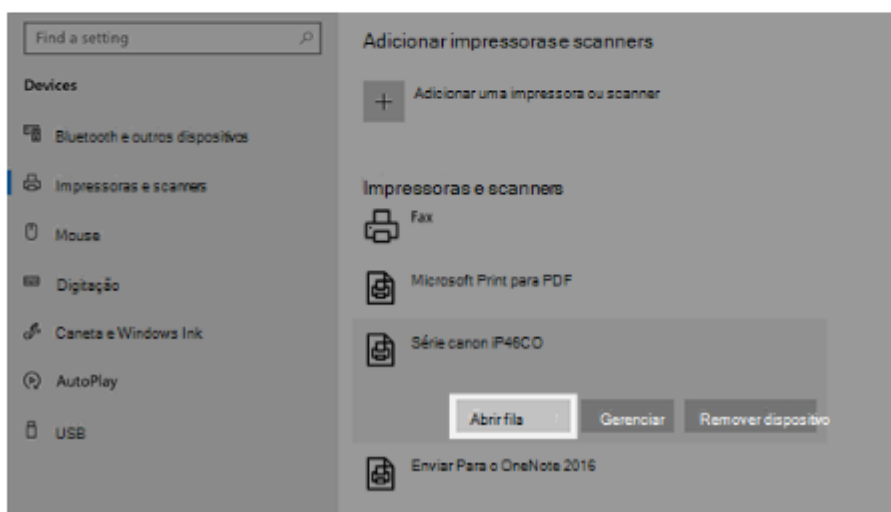 Find a setting
Devices
Bluetooth e outros dispositivos
Impressoras e scanners
Mouse
Digitação
Caneta e Windows Ink
AutoPlay
USB
Adicionar impressoras e scanners
Adicionar uma impressora ou scanner
Impressoras e scanners
Fax
Microsoft Print para PDF
Série canon iP46CO
Abrir fila
Gerenciar
Remover dispositivo
Enviar Para o OneNote 2016